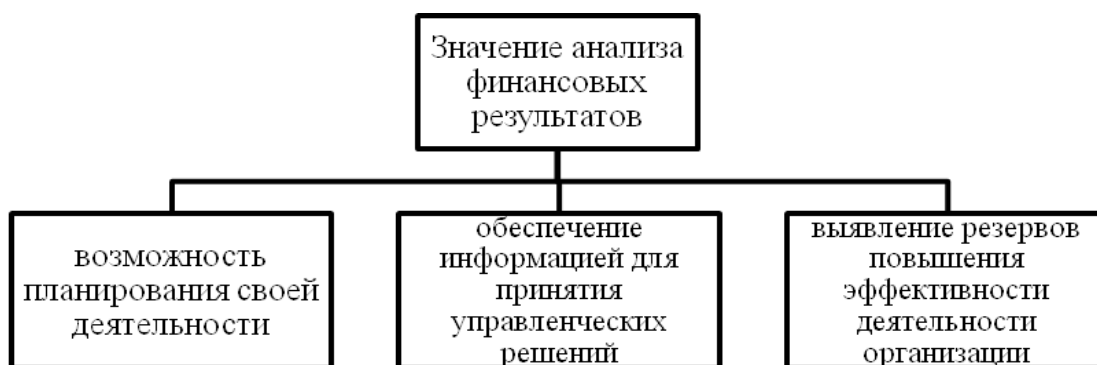 Значение анализа
финансовых
результатов
возможность
планирования своей
деятельности
обеспечение
информацией для
принятия
управленческих
решений
выявление резервов
повышения
эффективности
деятельности
организации